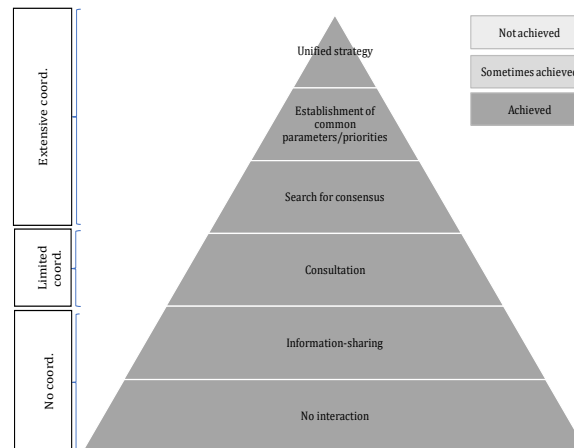 Extensive coord.
Limited
coord.
No coord.
Unified strategy
Establishment of
common
parameters/priorities
Search for consensus
Consultation
Information-sharing
No interaction
Not achieved
Sometimes achieved
Achieved